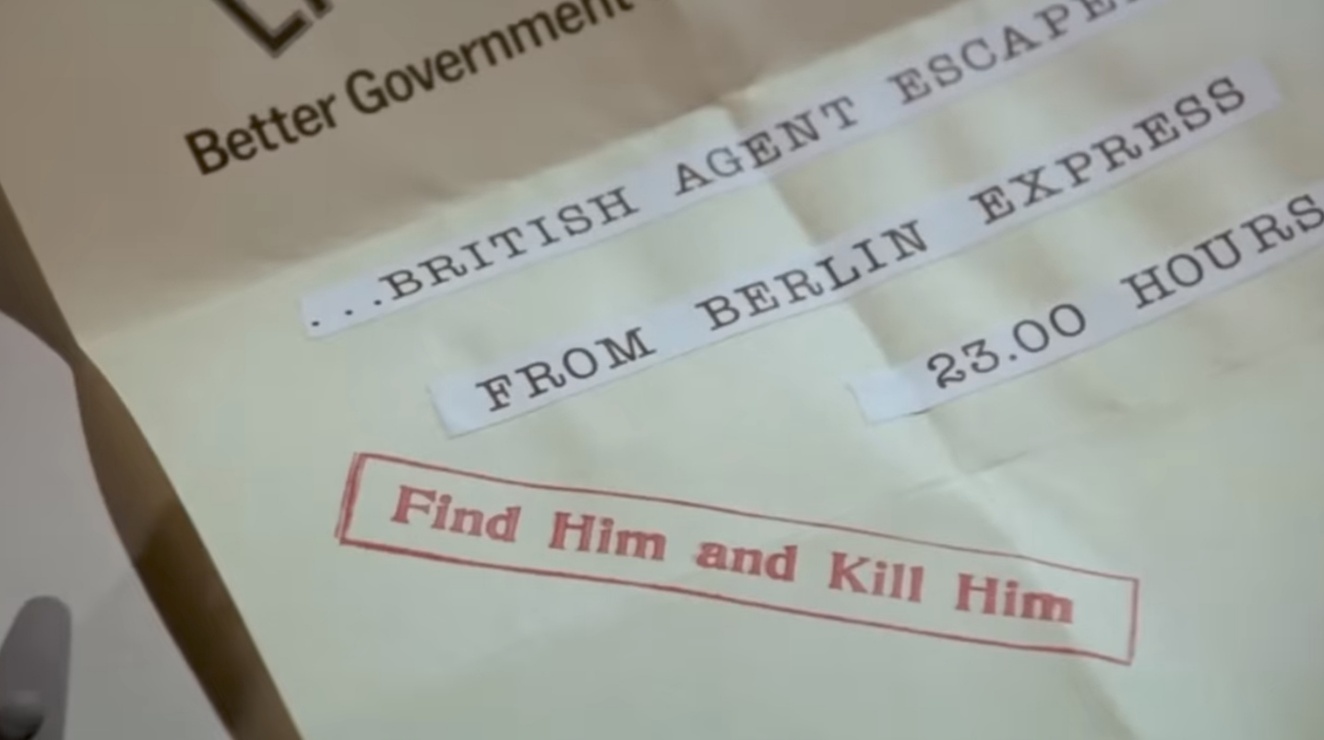 Better Government
...BRITISH AGENT ESCAPE
FROM BERLIN EXPRESS
23.00 HOURS
Find Him and Kill Him